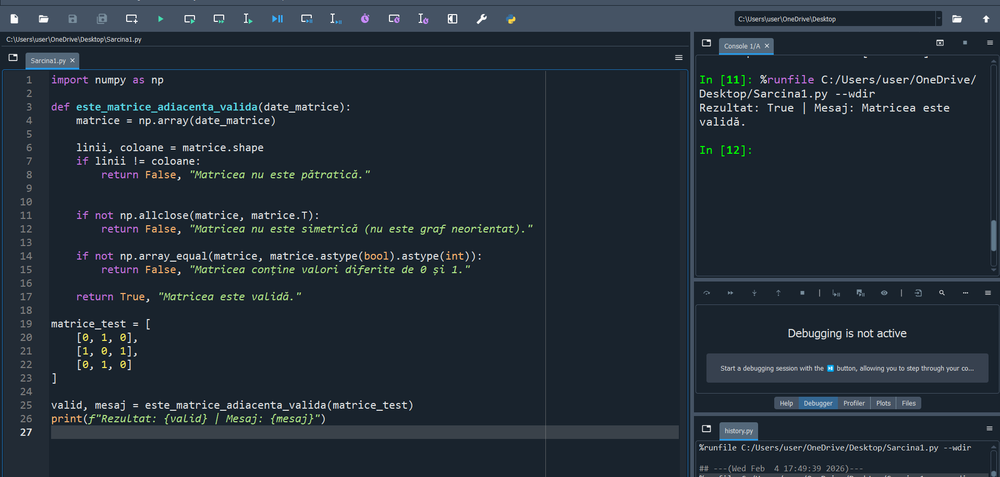 C:\Users\user\OneDrive\Desktop
C:\Users\user\OneDrive\Desktop\Sarcina1.py
Sarcina1.py
1 import numpy as np
2
3 def este_matrice_adiacenta_valida(date_matrice):
4     matrice = np.array(date_matrice)
5
6     linii, coloane = matrice.shape
7     if linii != coloane:
8         return False, "Matricea nu este pătratică."
9
10
11     if not np.allclose(matrice, matrice.T):
12         return False, "Matricea nu este simetrică (nu este graf neorientat)."
13
14     if not np.array_equal(matrice, matrice.astype(bool).astype(int)):
15         return False, "Matricea conține valori diferite de 0 și 1."
16
17     return True, "Matricea este validă."
18
19 matrice_test = [
20     [0, 1, 0],
21     [1, 0, 1],
22     [0, 1, 0]
23 ]
24
25 valid, mesaj = este_matrice_adiacenta_valida(matrice_test)
26 print(f"Rezultat: {valid} | Mesaj: {mesaj}")
27
Console 1/A
In [11]: %runfile C:/Users/user/OneDrive/
Desktop/Sarcina1.py --wdir
Rezultat: True | Mesaj: Matricea este
validă.
In [12]:
Debugging is not active
Start a debugging session with the button, allowing you to step through your co...
Help Debugger Profiler Plots Files
history.py
%runfile C:/Users/user/OneDrive/Desktop/Sarcina1.py --wdir
## ---(Wed Feb  4 17:49:39 2026)---